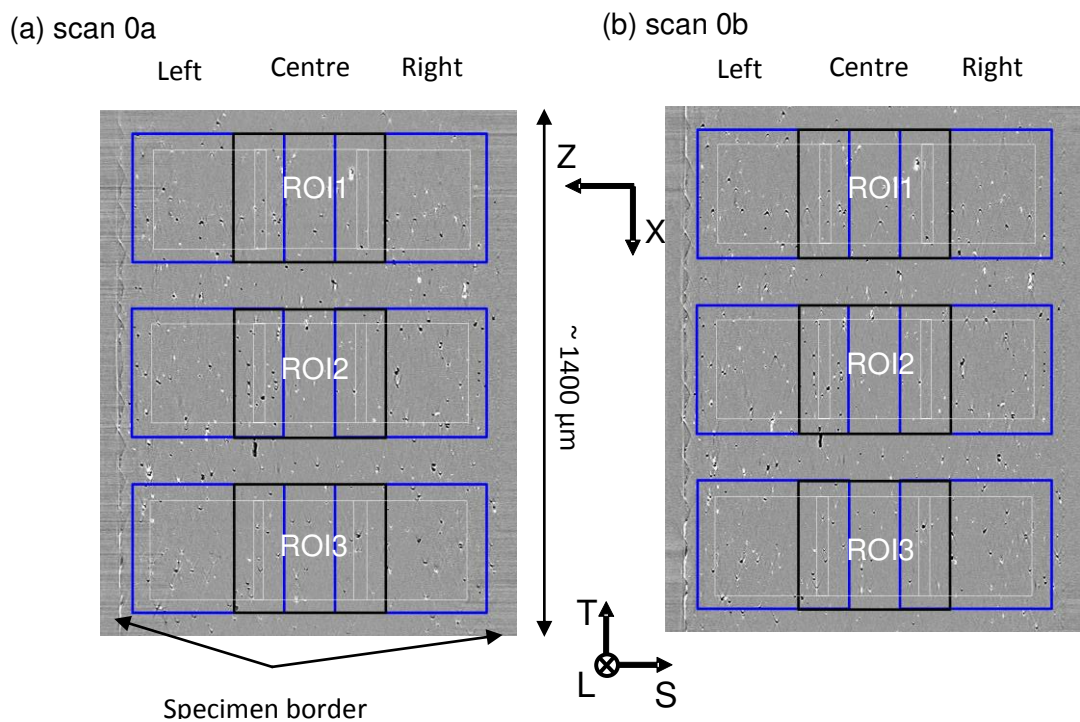 (a) scan 0a
(b) scan 0b
Left Centre Right
Left Centre Right
ROI1
ROI2
ROI3
Z
X
~ 1400 µm
ROI1
ROI2
ROI3
T
L S
Specimen border